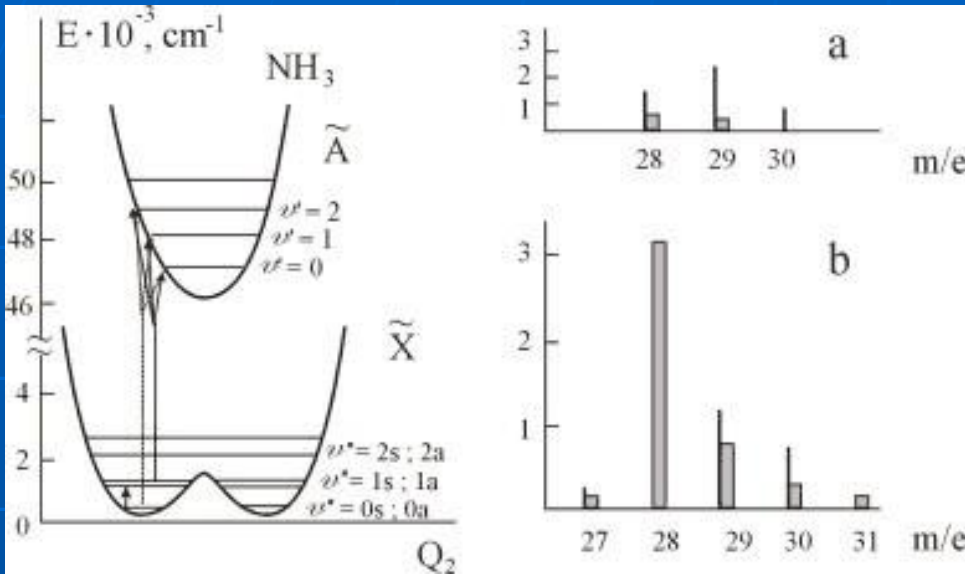 E·10⁻³, cm⁻¹
NH₃
Ã
50
48
46
υ' = 2
υ' = 1
υ' = 0
X̃
4
2
0
υ" = 2s ; 2a
υ" = 1s ; 1a
υ" = 0s ; 0a
Q₂
a
3
2
1
28 29 30 m/e
b
3
2
1
27 28 29 30 31 m/e